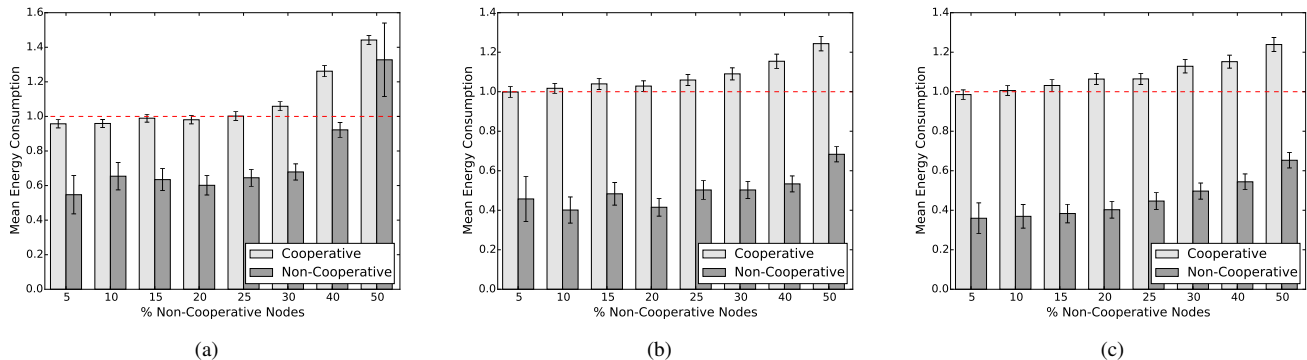 1.6
1.4
1.2
1.0
0.8
0.6
0.4
0.2
0.0
Mean Energy Consumption
Cooperative
Non-Cooperative
5 10 15 20 25 30 40 50
% Non-Cooperative Nodes
(a)
1.4
1.2
1.0
0.8
0.6
0.4
0.2
0.0
Mean Energy Consumption
Cooperative
Non-Cooperative
5 10 15 20 25 30 40 50
% Non-Cooperative Nodes
(b)
1.4
1.2
1.0
0.8
0.6
0.4
0.2
0.0
Mean Energy Consumption
Cooperative
Non-Cooperative
5 10 15 20 25 30 40 50
% Non-Cooperative Nodes
(c)